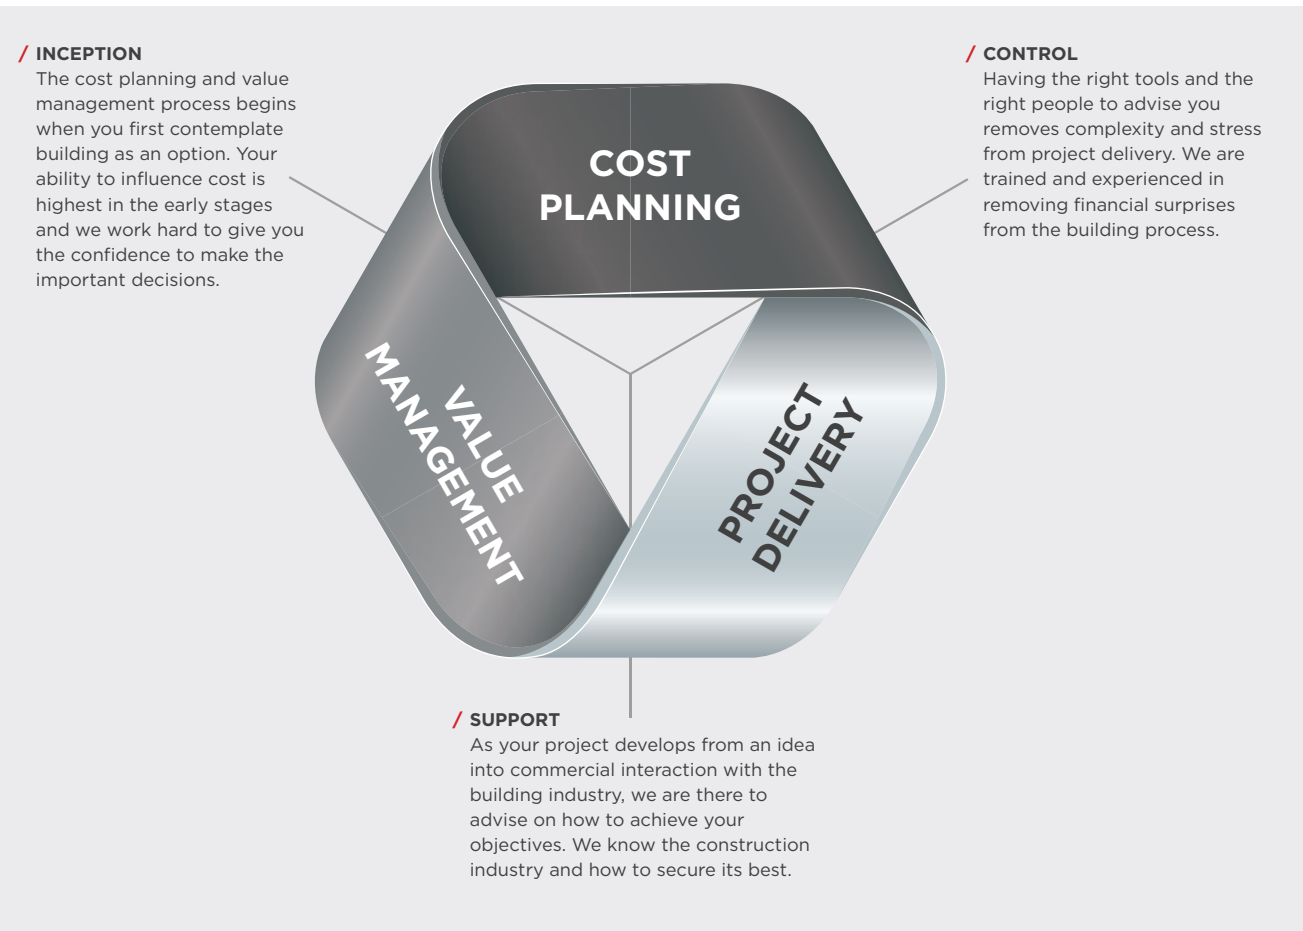 / INCEPTION
The cost planning and value
management process begins
when you first contemplate
building as an option. Your
ability to influence cost is
highest in the early stages
and we work hard to give you
the confidence to make the
important decisions.
/ CONTROL
Having the right tools and the
right people to advise you
removes complexity and stress
from project delivery. We are
trained and experienced in
removing financial surprises
from the building process.
COST
PLANNING
VALUE
MANAGEMENT
PROJECT
DELIVERY
/ SUPPORT
As your project develops from an idea
into commercial interaction with the
building industry, we are there to
advise on how to achieve your
objectives. We know the construction
industry and how to secure its best.